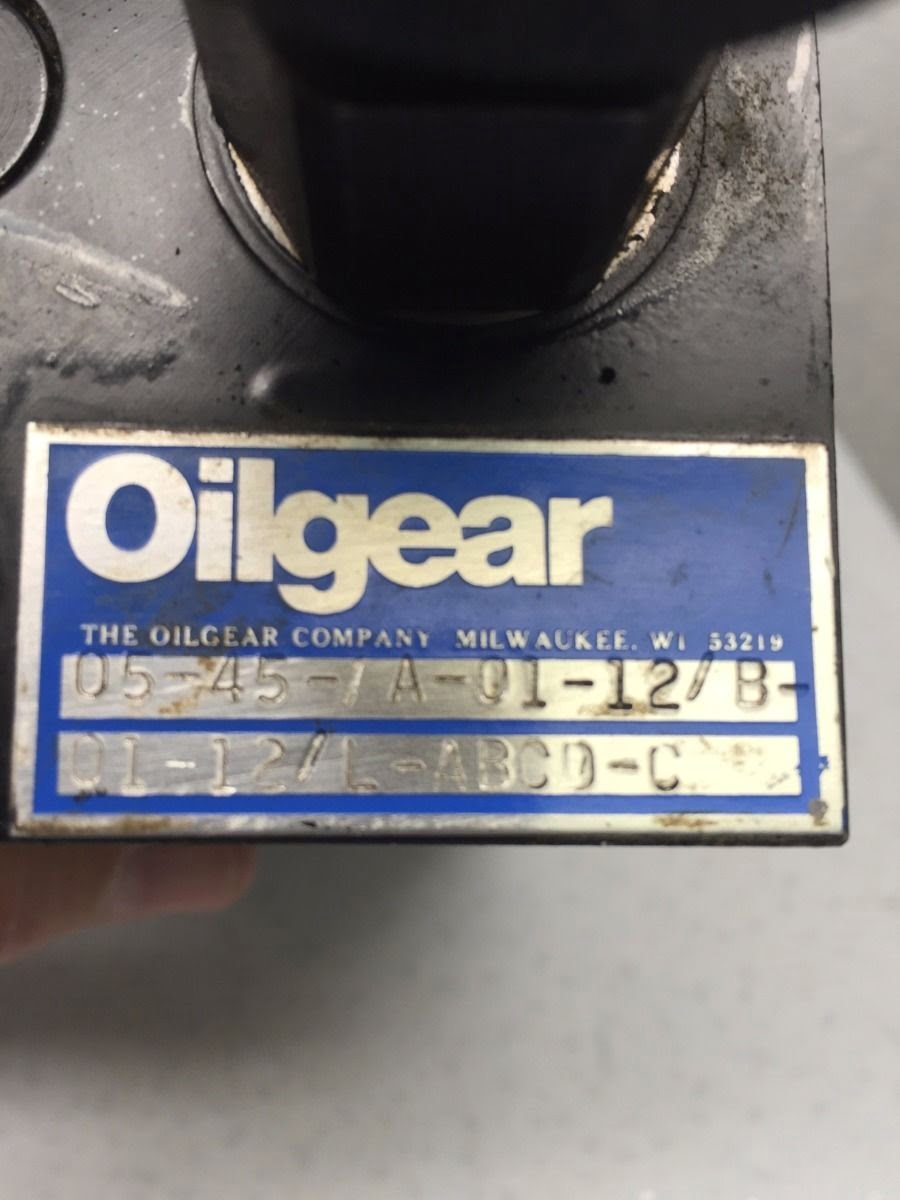 Oilgear
THE OILGEAR COMPANY MILWAUKEE, WI 53219
05-45-/A-01-12/B-
01-12/L-ABCD-C